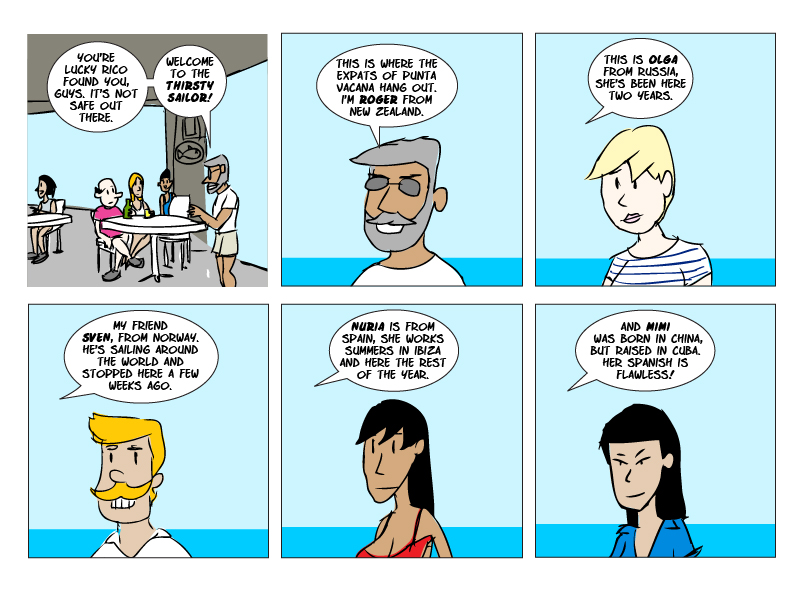 YOU'RE
LUCKY RICO
FOUND YOU,
GUYS. IT'S NOT
SAFE OUT
THERE.
WELCOME
TO THE
THIRSTY
SAILOR!
THIS IS WHERE THE
EXPATS OF PUNTA
VACANA HANG OUT.
I'M ROGER FROM
NEW ZEALAND.
THIS IS OLGA
FROM RUSSIA,
SHE'S BEEN HERE
TWO YEARS.
MY FRIEND
SVEN, FROM NORWAY.
HE'S SAILING AROUND
THE WORLD AND
STOPPED HERE A FEW
WEEKS AGO.
NURIA IS FROM
SPAIN, SHE WORKS
SUMMERS IN IBIZA
AND HERE THE REST
OF THE YEAR.
AND MIMI
WAS BORN IN CHINA,
BUT RAISED IN CUBA.
HER SPANISH IS
FLAWLESS!